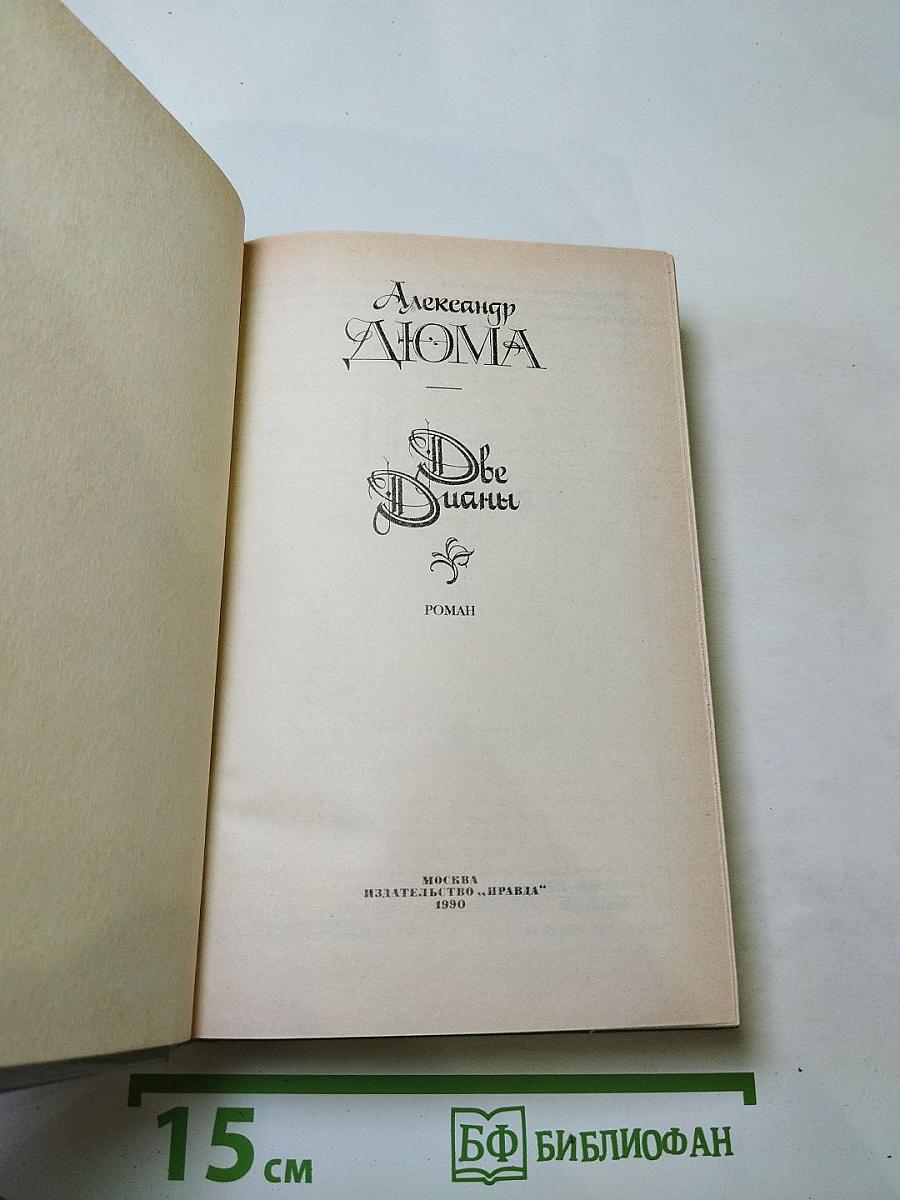 Александр
ДЮМА
Две
Дианы
РОМАН
МОСКВА
ИЗДАТЕЛЬСТВО „ПРАВДА“
1990
15 см
БФ БИБЛИОФАН